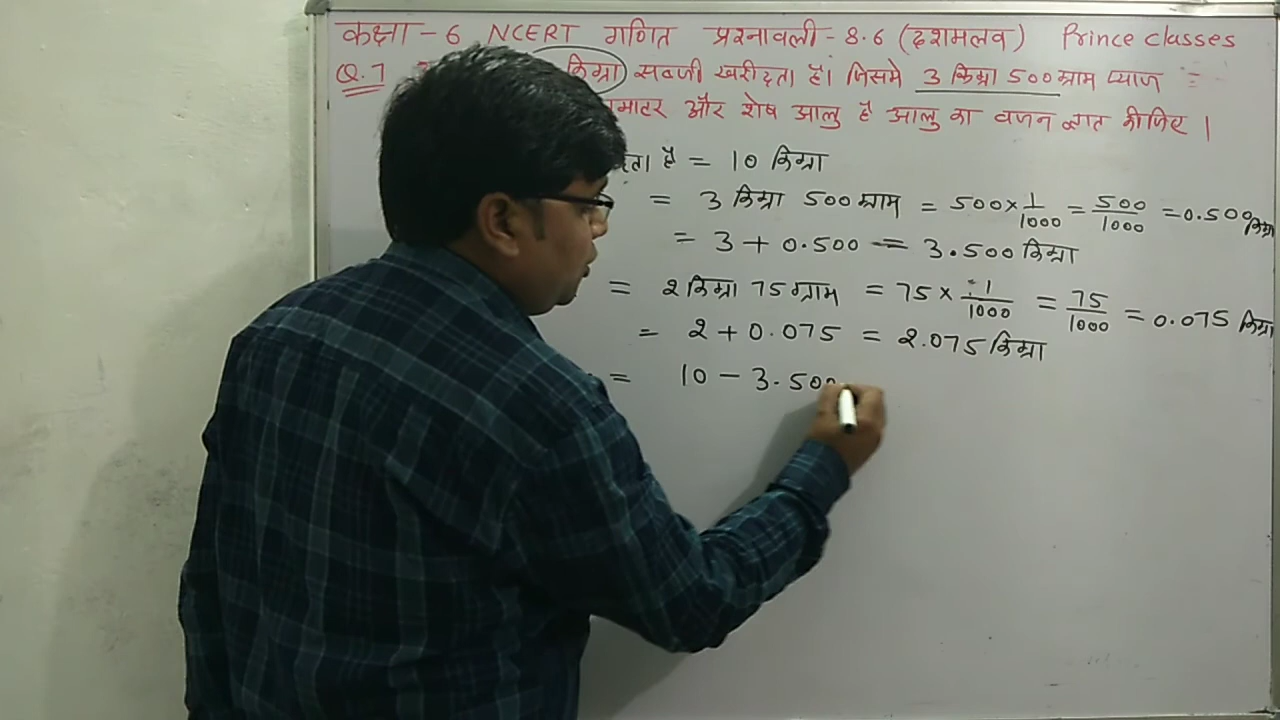 कक्षा - 6 NCERT गणित प्रश्नावली - 8.6 (दशमलव) Prince classes
Q.7 किग्रा) सबजी खरीदता है। जिसमे 3 किग्रा 500 ग्राम प्याज =
और शेष आलु है आलु का वजन ज्ञात कीजिए।
है = 10 किग्रा
= 3 किग्रा 500 ग्राम = 500 × 1/1000 = 500/1000 = 0.500 किग्रा
= 3 + 0.500 = 3.500 किग्रा
= 2 किग्रा 75 ग्राम = 75 × 1/1000 = 75/1000 = 0.075 किग्रा
= 2 + 0.075 = 2.075 किग्रा
= 10 - 3.500